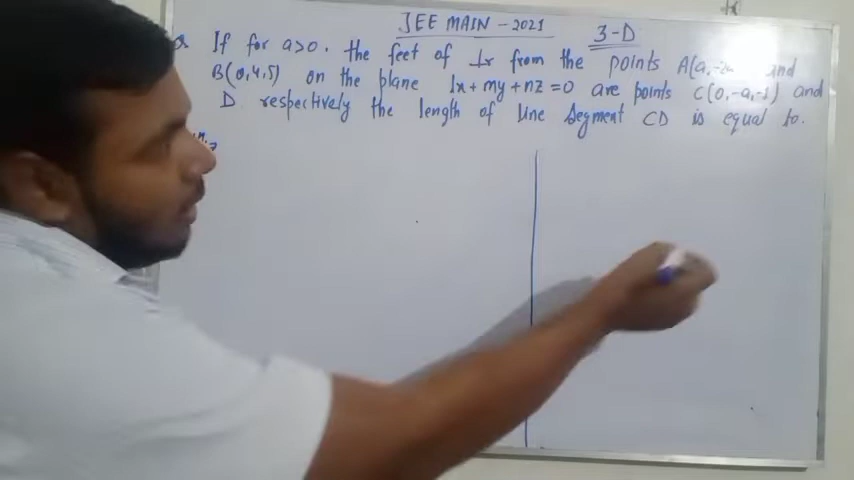 JEE MAIN - 2021
3-D
If for a>0. the feet of ⊥r from the points A(a,-2a and
B(0,4,5) on the plane lx+my+nz=0 are points C(0,-a,-1) and
D respectively the length of line segment CD is equal to.